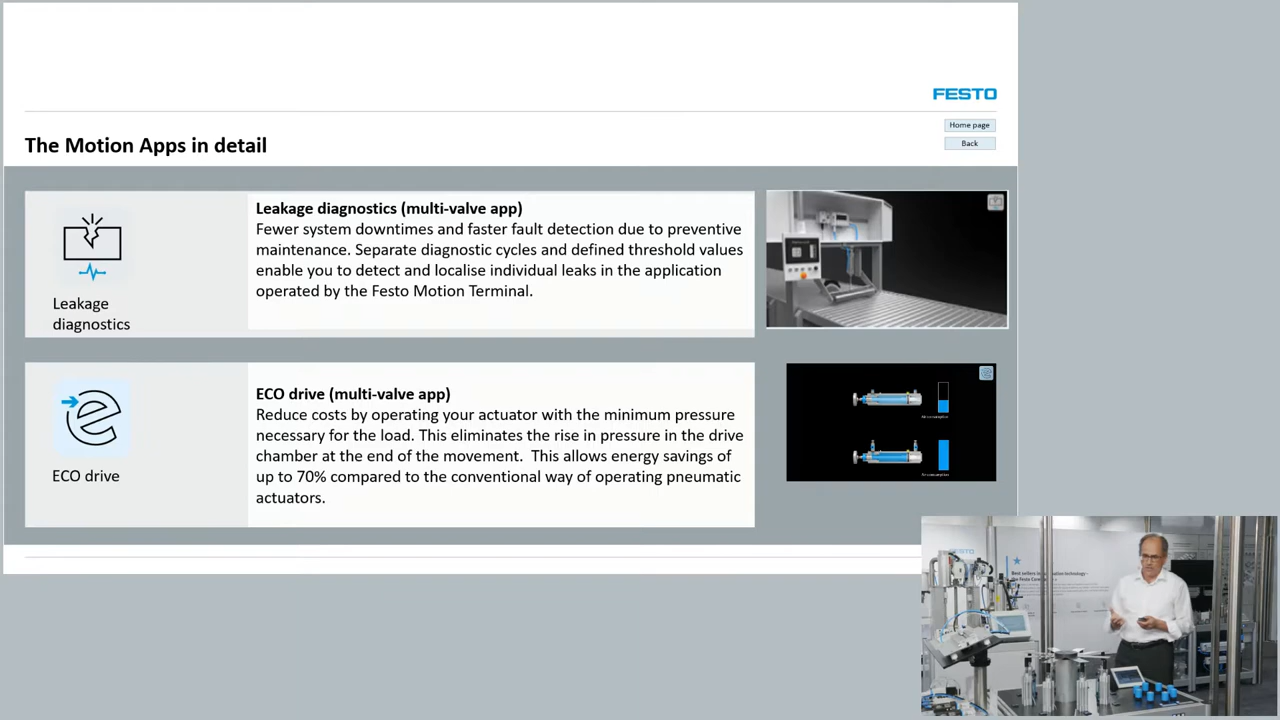 FESTO
Home page
Back
The Motion Apps in detail
Leakage diagnostics (multi-valve app)
Fewer system downtimes and faster fault detection due to preventive
maintenance. Separate diagnostic cycles and defined threshold values
enable you to detect and localise individual leaks in the application
operated by the Festo Motion Terminal.
Leakage
diagnostics
ECO drive (multi-valve app)
Reduce costs by operating your actuator with the minimum pressure
necessary for the load. This eliminates the rise in pressure in the drive
chamber at the end of the movement.  This allows energy savings of
up to 70% compared to the conventional way of operating pneumatic
actuators.
ECO drive
Air consumption
Air consumption
FESTO